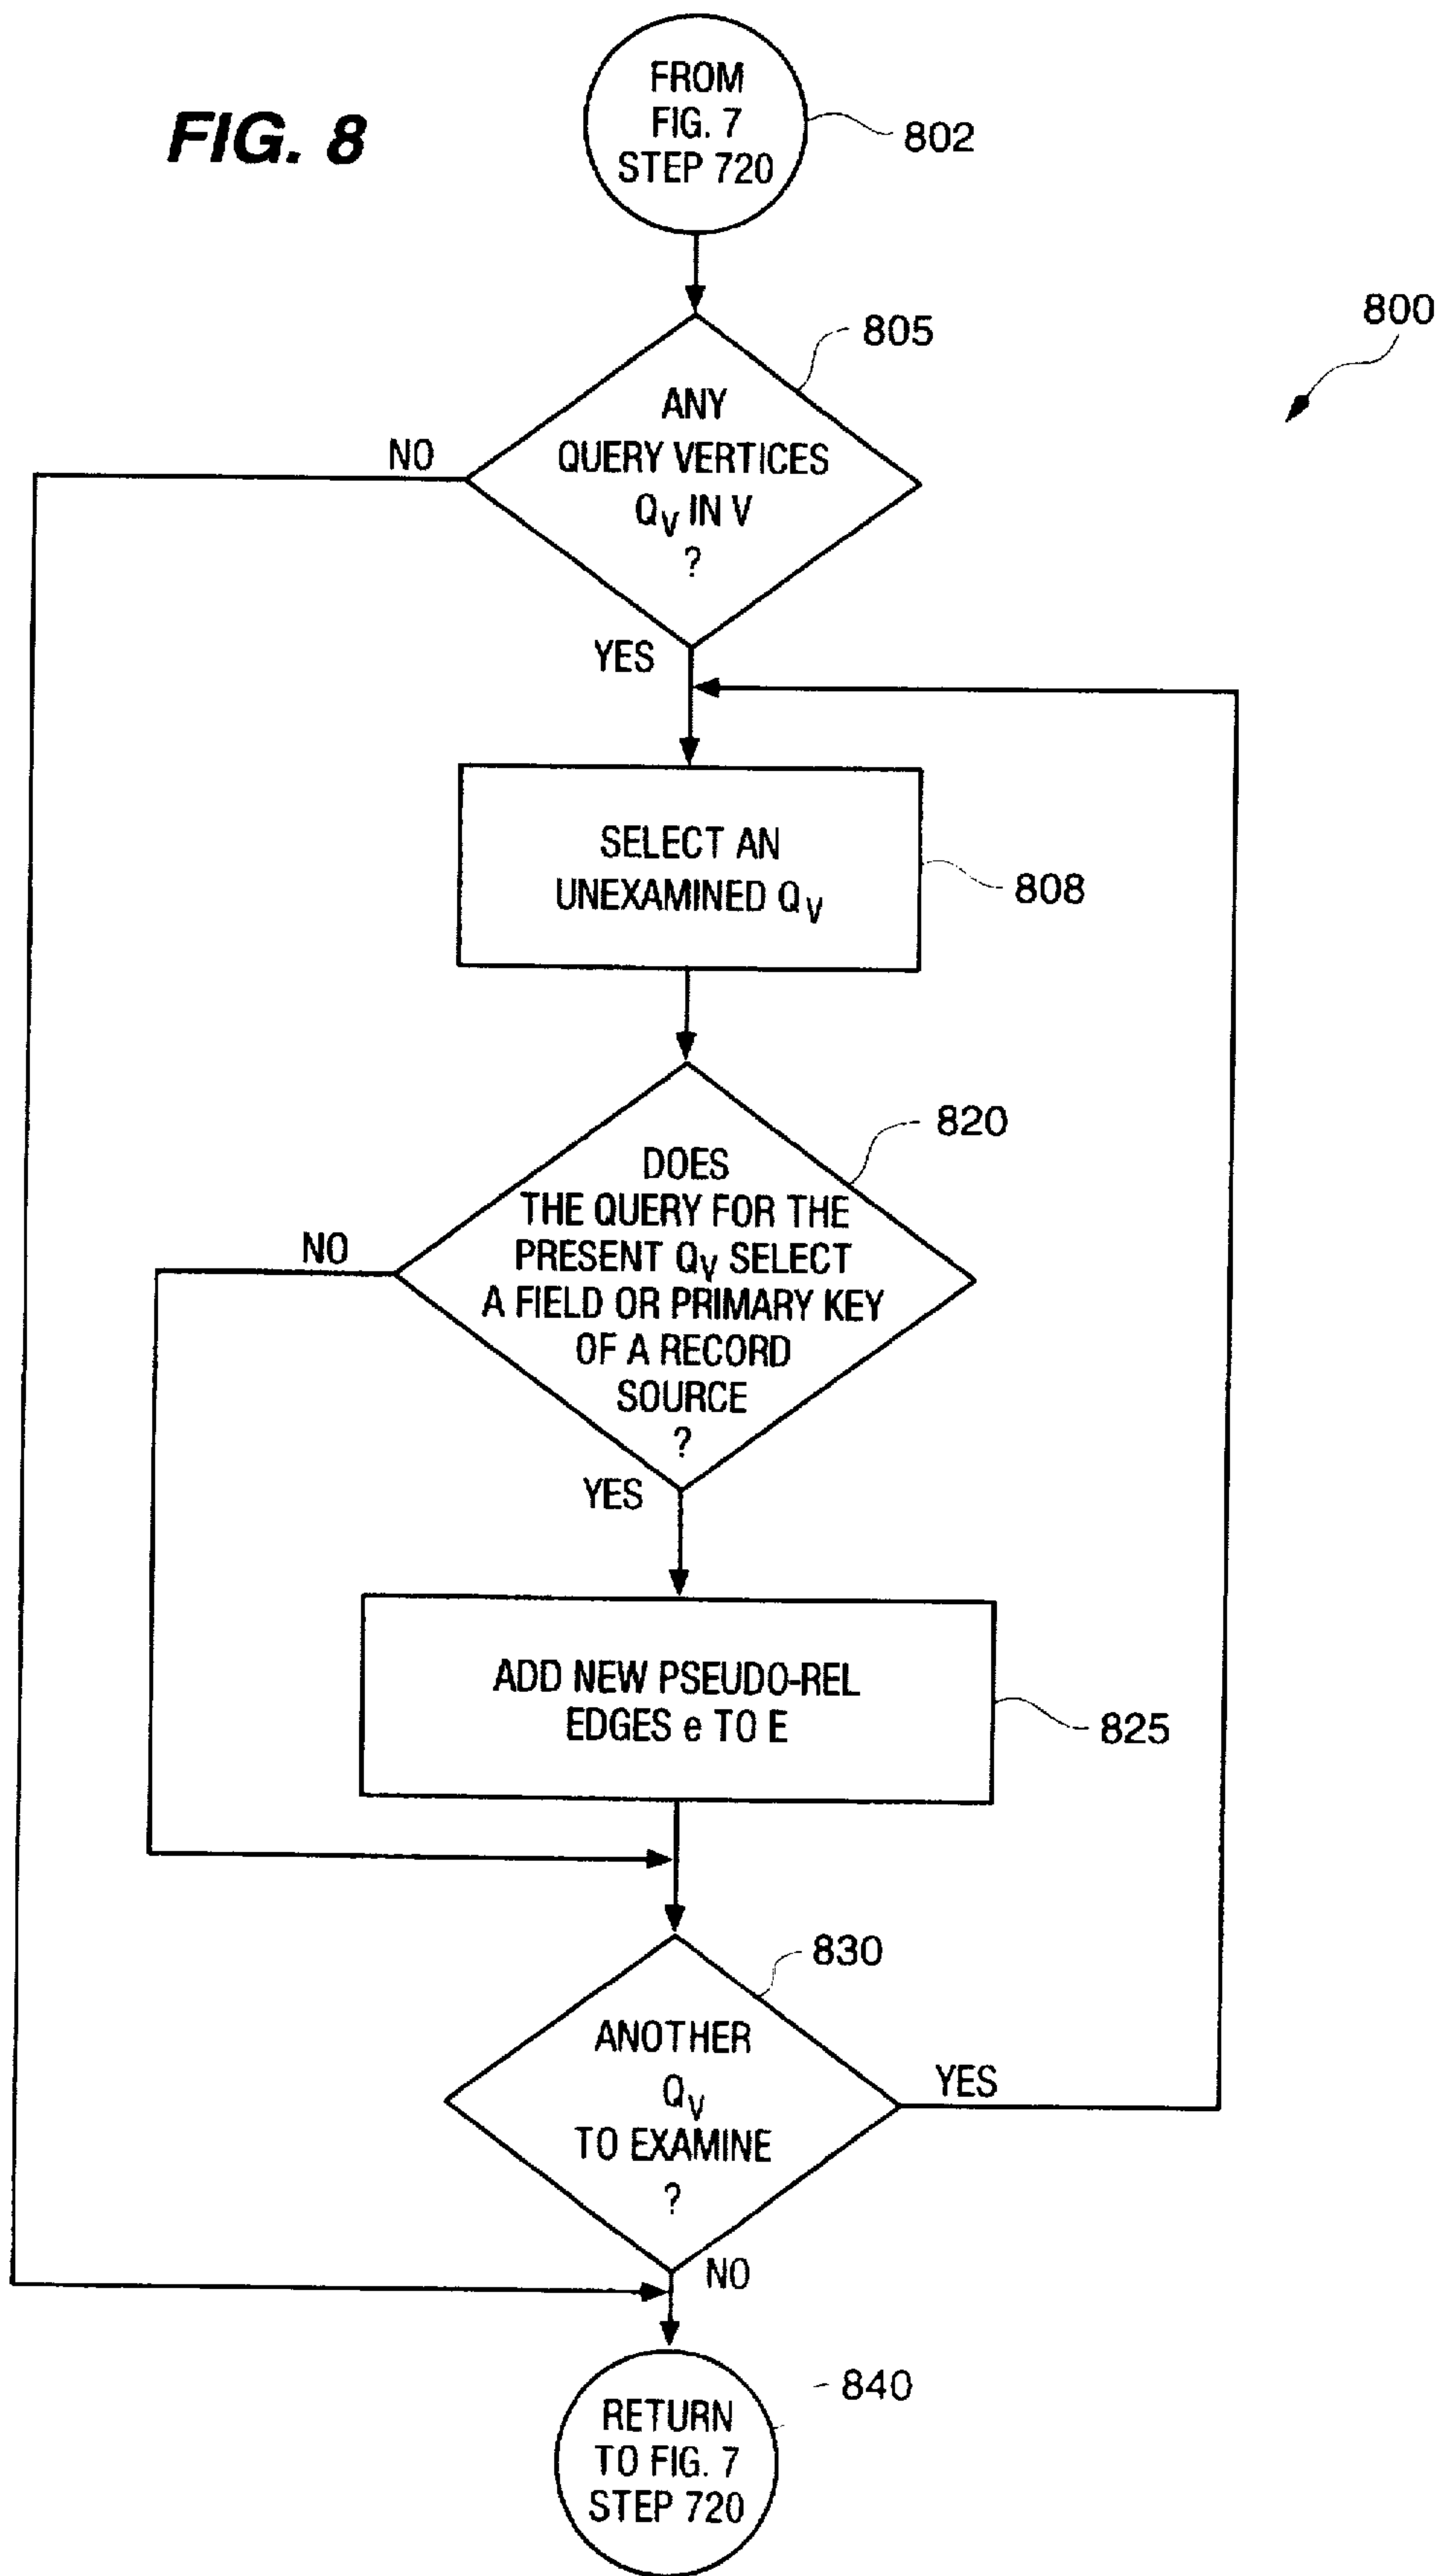 FIG. 8
FROM
FIG. 7
STEP 720
802
800
805
ANY
QUERY VERTICES
QV IN V
?
NO
YES
SELECT AN
UNEXAMINED QV
808
820
DOES
THE QUERY FOR THE
PRESENT QV SELECT
A FIELD OR PRIMARY KEY
OF A RECORD
SOURCE
?
NO
YES
ADD NEW PSEUDO-REL
EDGES e TO E
825
830
ANOTHER
QV
TO EXAMINE
?
YES
NO
840
RETURN
TO FIG. 7
STEP 720